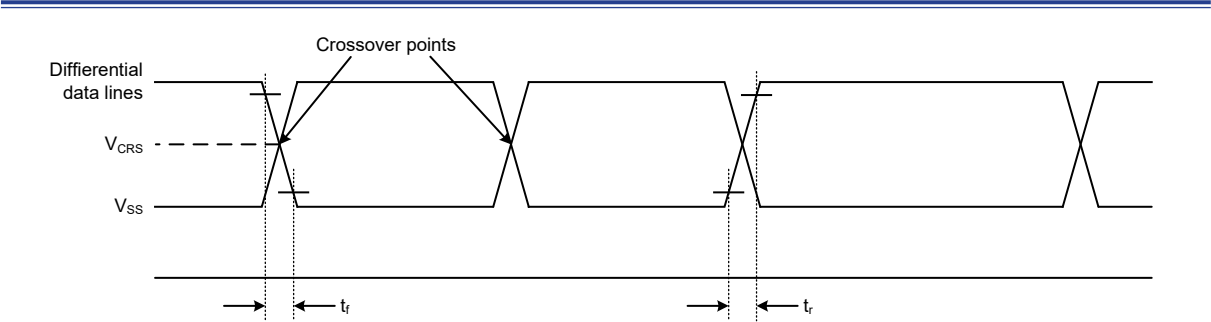 Crossover points
Diffierential
data lines
VCRS
VSS
tf
tr